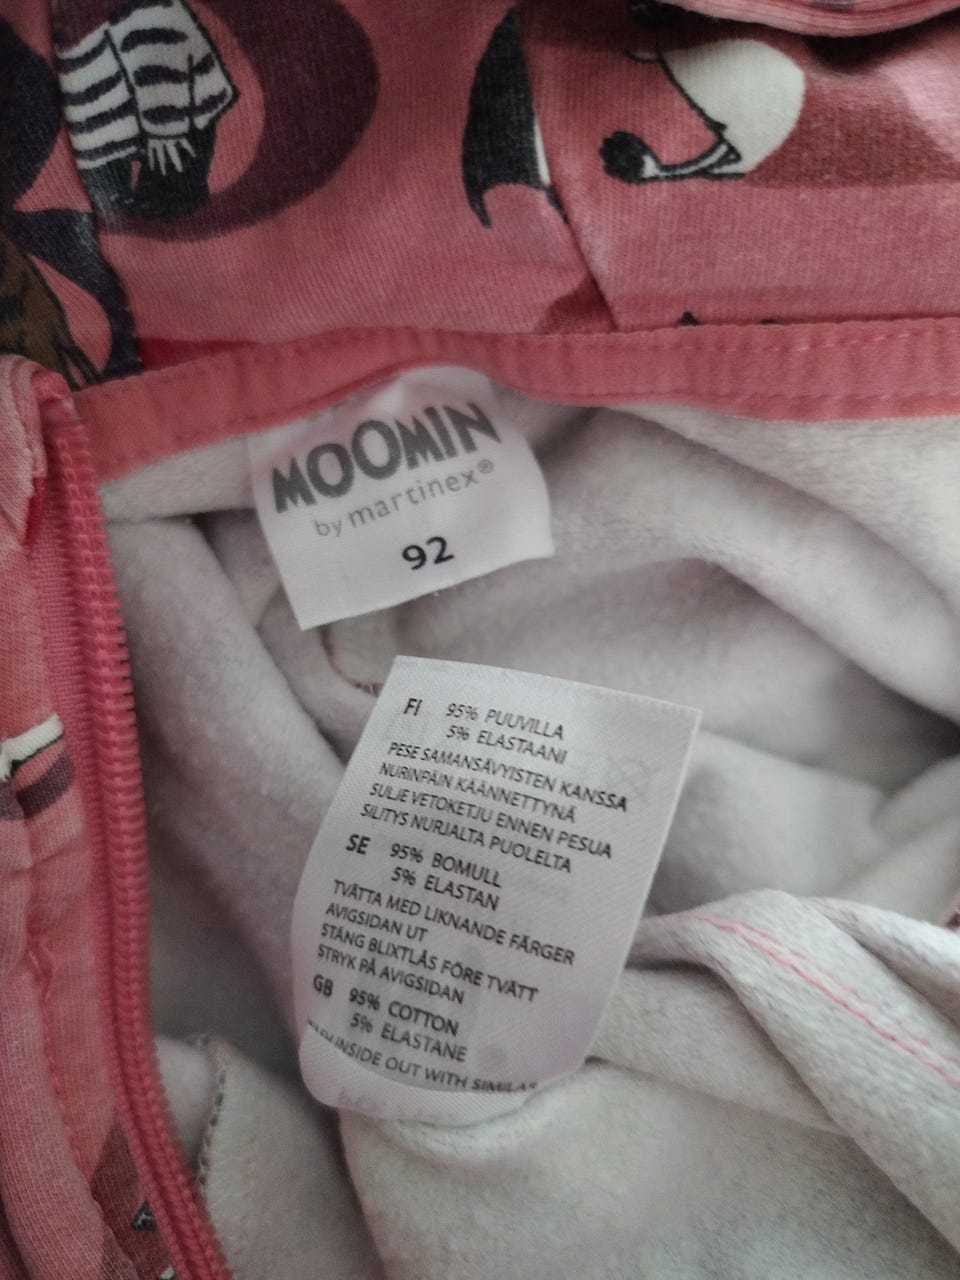 MOOMIN
by martinex®
92
FI 95% PUUVILLA
5% ELASTAANI
PESE SAMANSÄVYISTEN KANSSA
NURINPÄIN KÄÄNNETTYNÄ
SULJE VETOKETJU ENNEN PESUA
SILITYS NURJALTA PUOLELTA
SE 95% BOMULL
5% ELASTAN
TVÄTTA MED LIKNANDE FÄRGER
AVIGSIDAN UT
STÄNG BLIXTLÅS FÖRE TVÄTT
STRYK PÅ AVIGSIDAN
GB 95% COTTON
5% ELASTANE
INSIDE OUT WITH SIMILAR